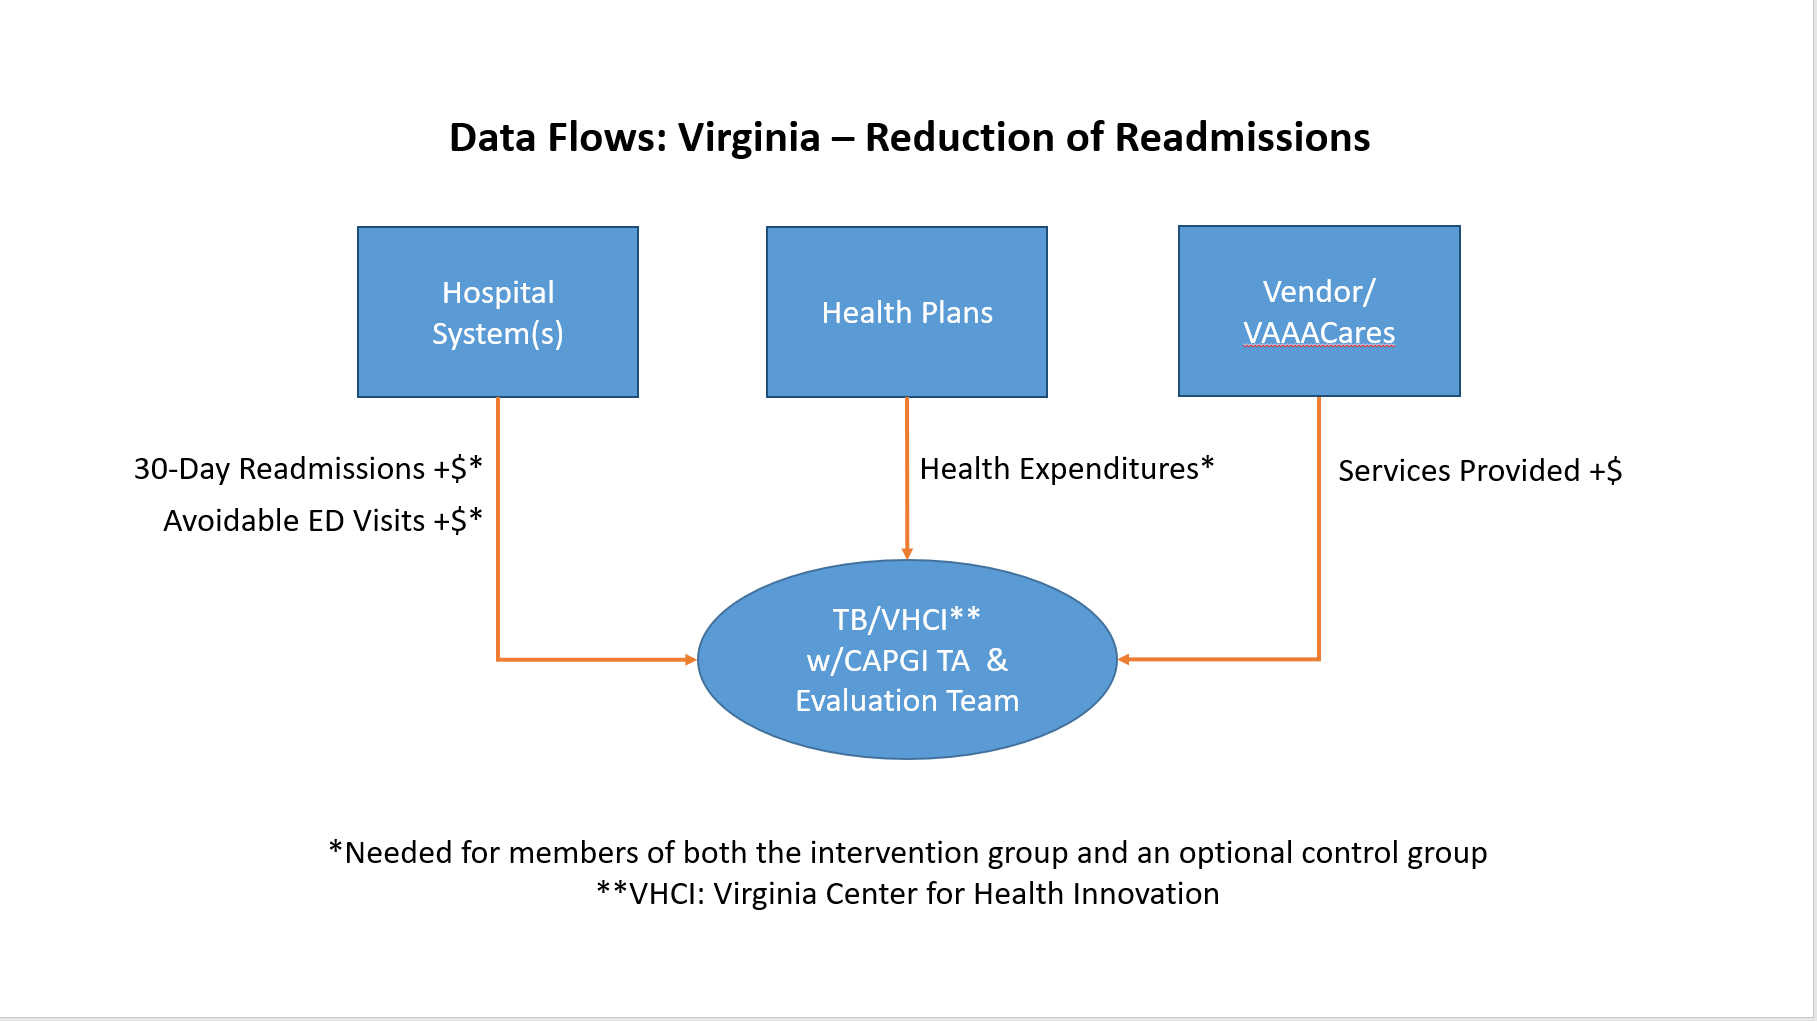 Data Flows: Virginia – Reduction of Readmissions
Hospital
System(s)
Health Plans
Vendor/
VAAACares
30-Day Readmissions +$*
Avoidable ED Visits +$*
Health Expenditures*
Services Provided +$
TB/VHCI**
w/CAPGI TA  &
Evaluation Team
*Needed for members of both the intervention group and an optional control group
**VHCI: Virginia Center for Health Innovation